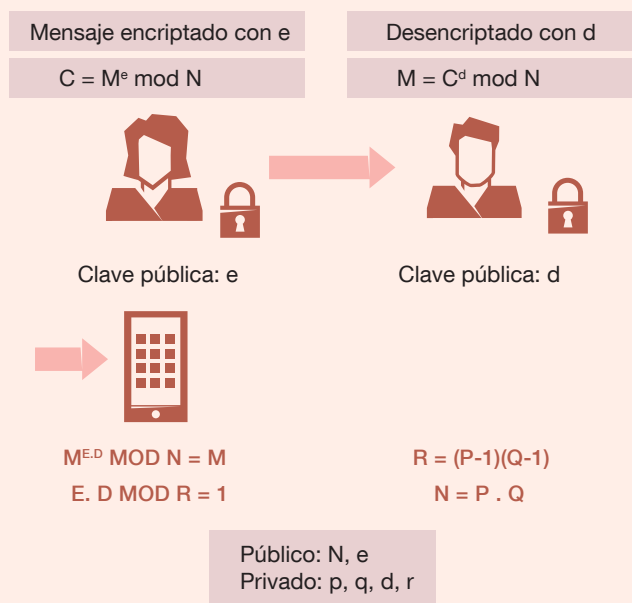 Mensaje encriptado con e
Desencriptado con d
C = Mᵉ mod N
M = Cᵈ mod N
Clave pública: e
Clave pública: d
Mᴱ·ᴰ MOD N = M
R = (P-1)(Q-1)
E. D MOD R = 1
N = P . Q
Público: N, e
Privado: p, q, d, r